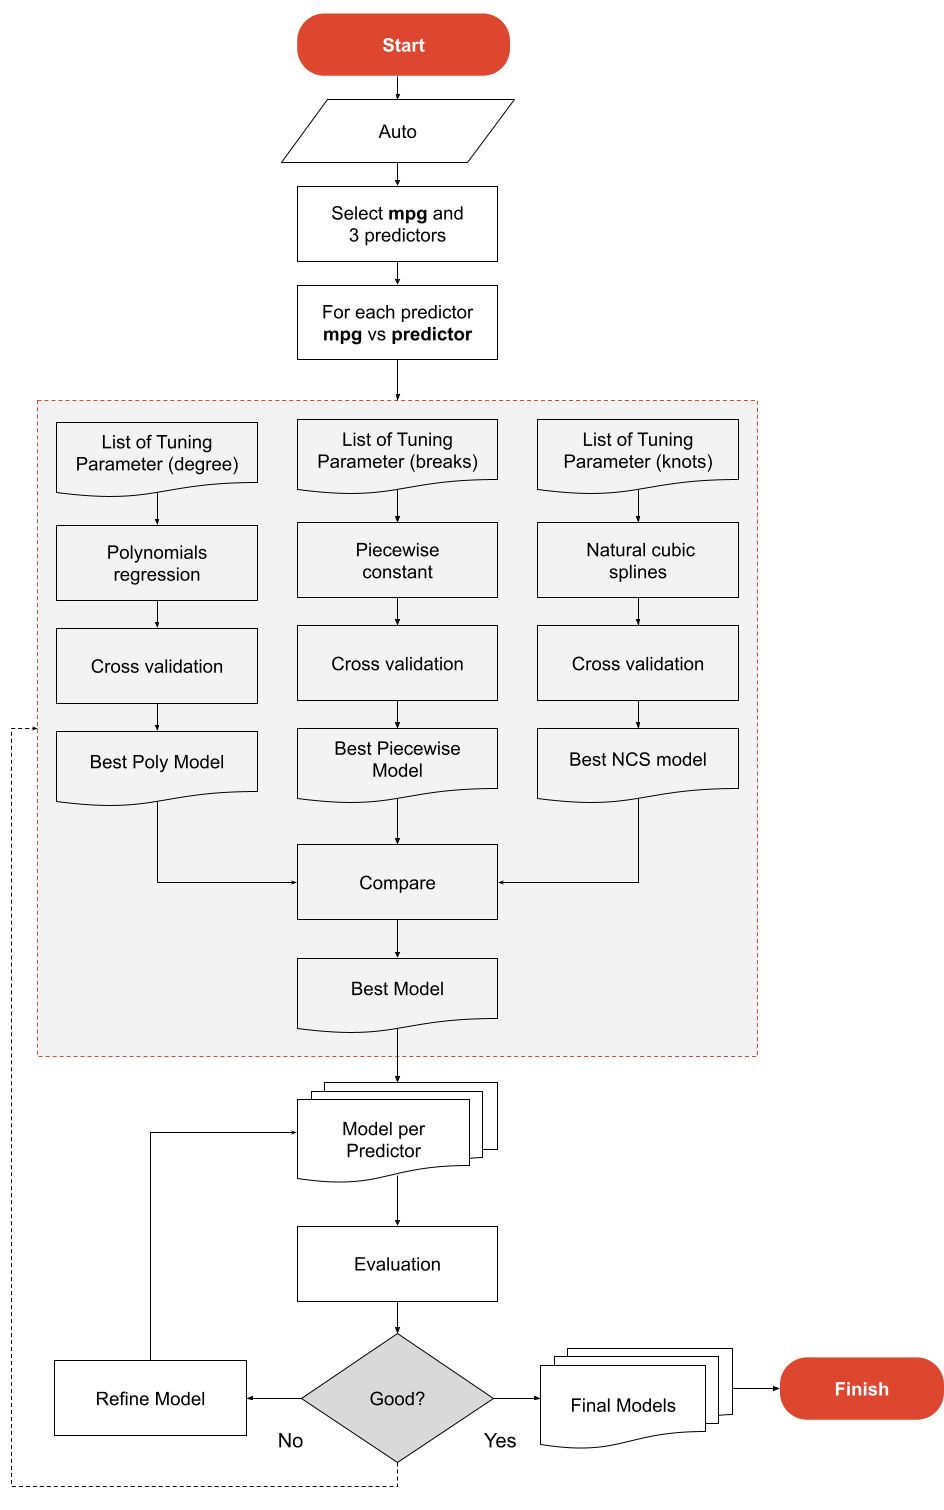 Start
Auto
Select mpg and
3 predictors
For each predictor
mpg vs predictor
List of Tuning
Parameter (degree)
List of Tuning
Parameter (breaks)
List of Tuning
Parameter (knots)
Polynomials
regression
Piecewise
constant
Natural cubic
splines
Cross validation
Cross validation
Cross validation
Best Poly Model
Best Piecewise
Model
Best NCS model
Compare
Best Model
Model per
Predictor
Evaluation
Refine Model
Good?
Final Models
Finish
No
Yes